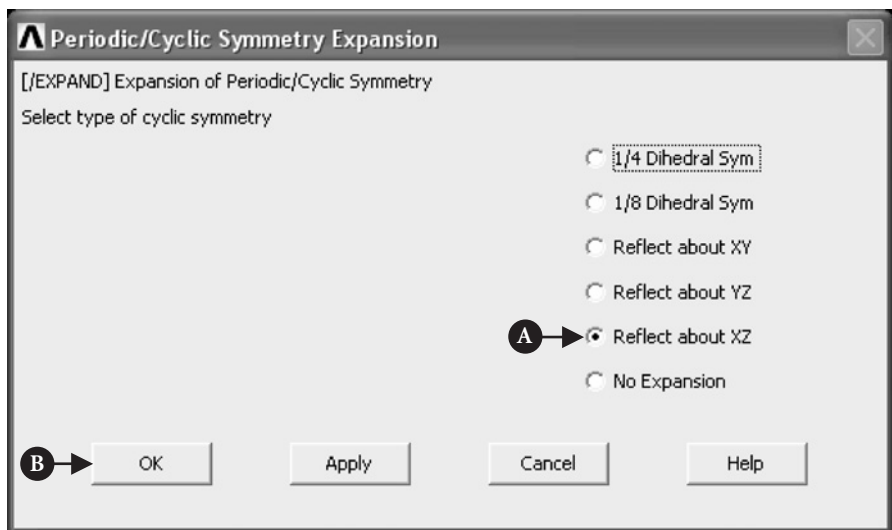 Periodic/Cyclic Symmetry Expansion
[/EXPAND] Expansion of Periodic/Cyclic Symmetry
Select type of cyclic symmetry
1/4 Dihedral Sym
1/8 Dihedral Sym
Reflect about XY
Reflect about YZ
A Reflect about XZ
No Expansion
B OK Apply Cancel Help